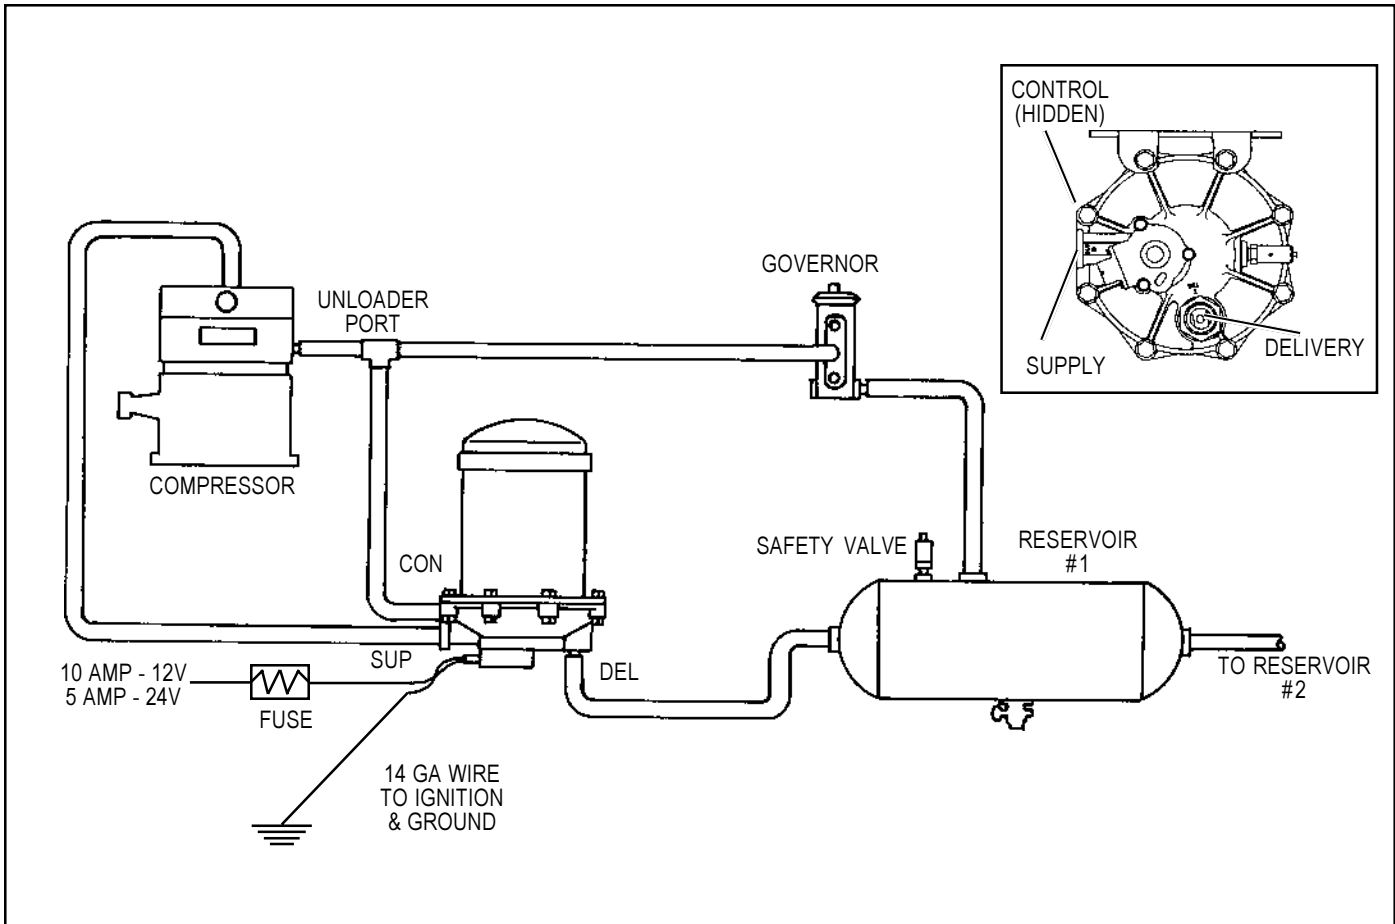 CONTROL
(HIDDEN)
SUPPLY
DELIVERY
GOVERNOR
UNLOADER
PORT
COMPRESSOR
CON
SAFETY VALVE
RESERVOIR
#1
SUP
DEL
TO RESERVOIR
#2
10 AMP - 12V
5 AMP - 24V
FUSE
14 GA WIRE
TO IGNITION
& GROUND